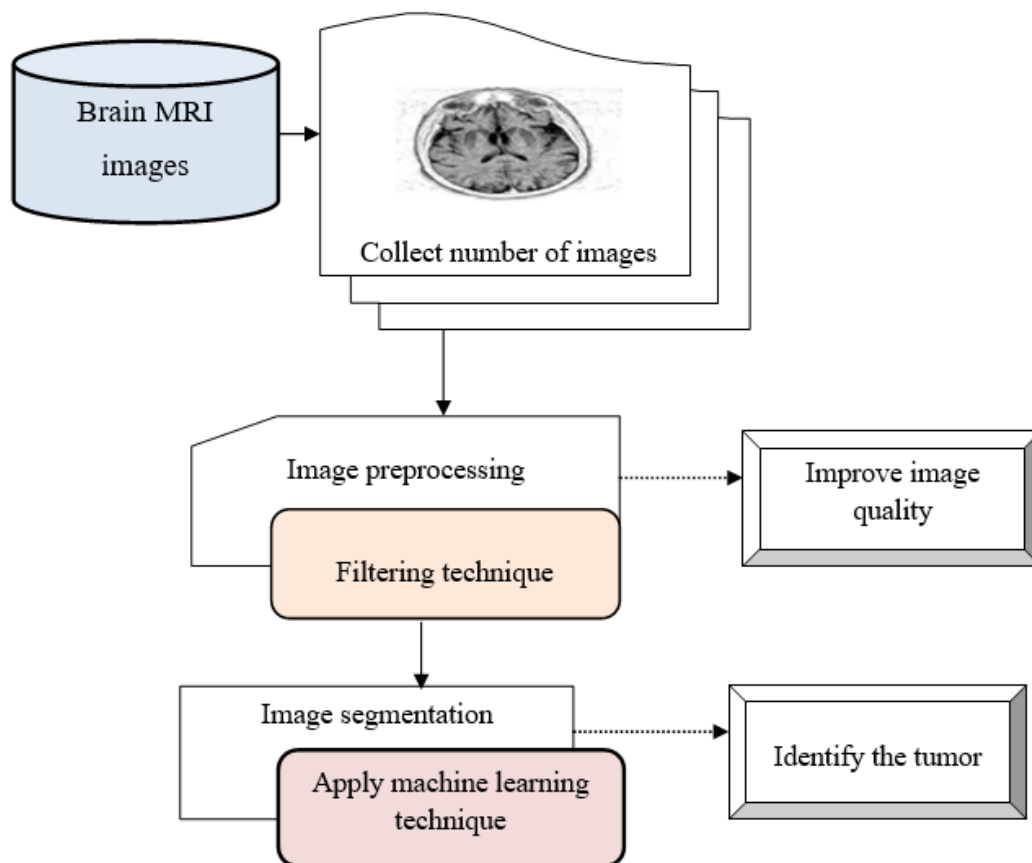 Brain MRI
images
Collect number of images
Image preprocessing
Improve image
quality
Filtering technique
Image segmentation
Identify the tumor
Apply machine learning
technique